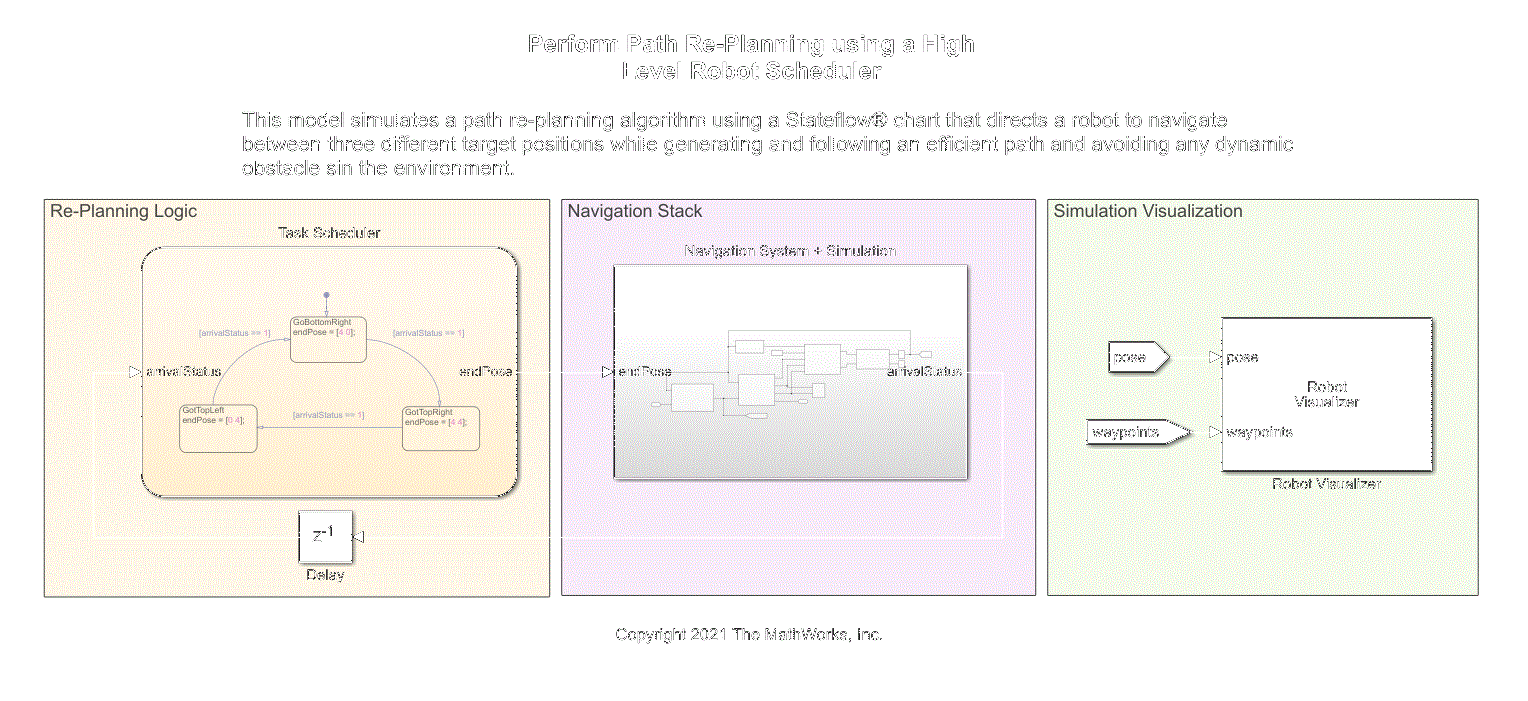 Perform Path Re-Planning using a High
Level Robot Scheduler
This model simulates a path re-planning algorithm using a Stateflow® chart that directs a robot to navigate
between three different target positions while generating and following an efficient path and avoiding any dynamic
obstacle sin the environment.
Re-Planning Logic
Task Scheduler
GoBottomRight
endPose = [4 0];
[arrivalStatus == 1]
[arrivalStatus == 1]
arrivalStatus
endPose
GotTopLeft
endPose = [0 4];
[arrivalStatus == 1]
GotTopRight
endPose = [4 4];
z-1
Delay
Navigation Stack
Navigation System + Simulation
endPose
arrivalStatus
Simulation Visualization
pose
pose
Robot
Visualizer
waypoints
waypoints
Robot Visualizer
Copyright 2021 The MathWorks, Inc.